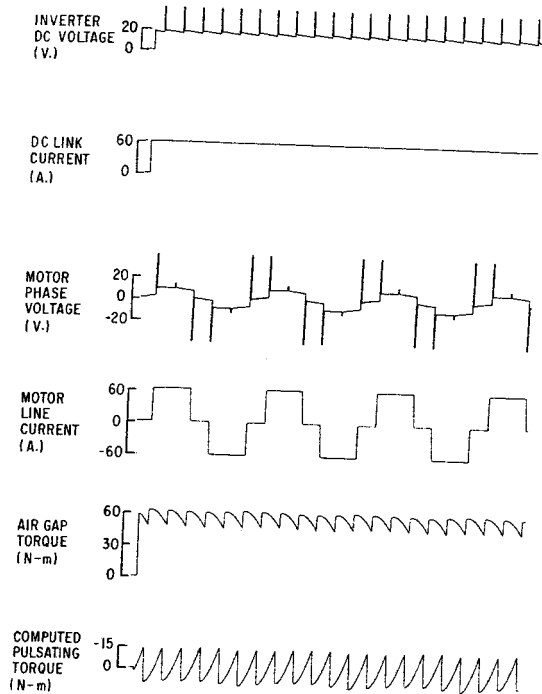 INVERTER
DC VOLTAGE
(V.)
20
0
DC LINK
CURRENT
(A.)
60
0
MOTOR
PHASE
VOLTAGE
(V.)
20
0
-20
MOTOR
LINE
CURRENT
(A.)
60
0
-60
AIR GAP
TORQUE
(N-m)
60
30
0
COMPUTED
PULSATING
TORQUE
(N-m)
-15
0